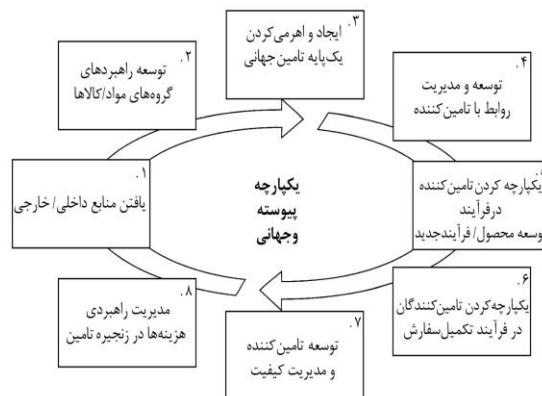 ۱.
یافتن منابع داخلی/ خارجی
۲.
توسعه راهبردهای
گروه‌های مواد/کالاها
۳.
ایجاد و اهرمی‌کردن
یک‌پایه تامین‌جهانی
۴.
توسعه و مدیریت
روابط با تامین‌کننده
یکپارچه کردن تامین‌کننده
درفرآیند
وسعه محصول/ فرآیندجدید
۶.
یکپارچه‌کردن تامین‌کنندگان
در فرآیند تکمیل‌سفارش
۷.
توسعه تامین‌کننده
و مدیریت کیفیت
۸.
مدیریت راهبردی
هزینه‌ها در زنجیره تامین
یکپارچه
پیوسته
وجهانی